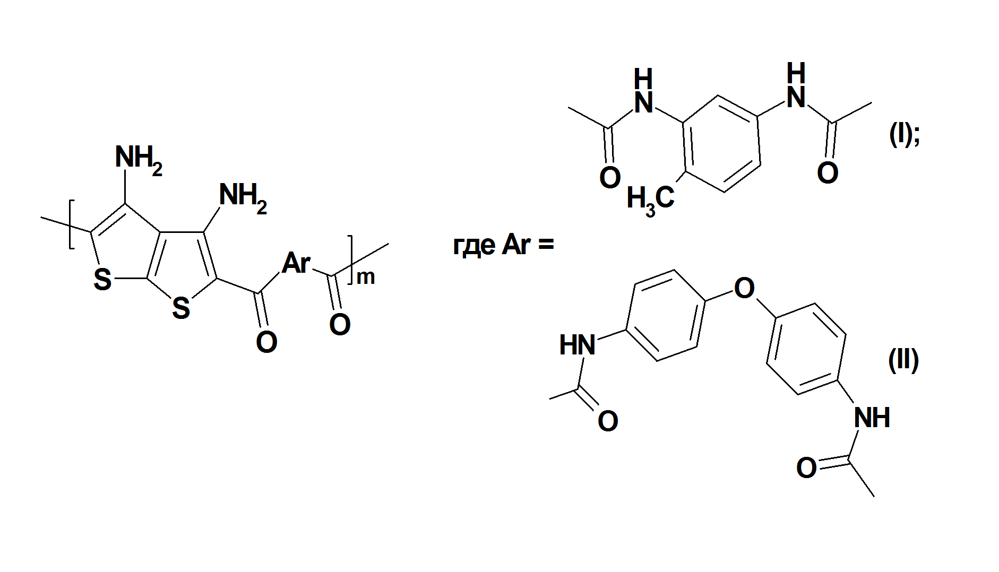 NH2
NH2
S
S
O
Ar
O
m
где Ar =
H
N
O
H3C
H
N
O
(I);
HN
O
O
NH
O
(II)